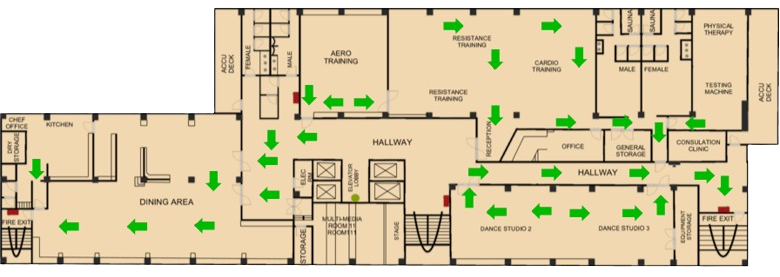 ACCU
DECK
FEMALE
MALE
AERO
TRAINING
RESISTANCE
TRAINING
RESISTANCE
TRAINING
CARDIO
TRAINING
SAUNA
SAUNA
MALE
FEMALE
PHYSICAL
THERAPY
TESTING
MACHINE
ACCU
DECK
CHEF
OFFICE
KITCHEN
DRY
STORAGE
HALLWAY
RECEPTION
OFFICE
GENERAL
STORAGE
CONSULATION
CLINIC
HALLWAY
ELEC
RM
ELEVATOR
LOBBY
DINING AREA
FIRE EXIT
STORAGE
MULTI-MEDIA
ROOM 11
ROOM11
STAGE
DANCE STUDIO 2
DANCE STUDIO 3
EQUIPMENT
STORAGE
FIRE EXIT